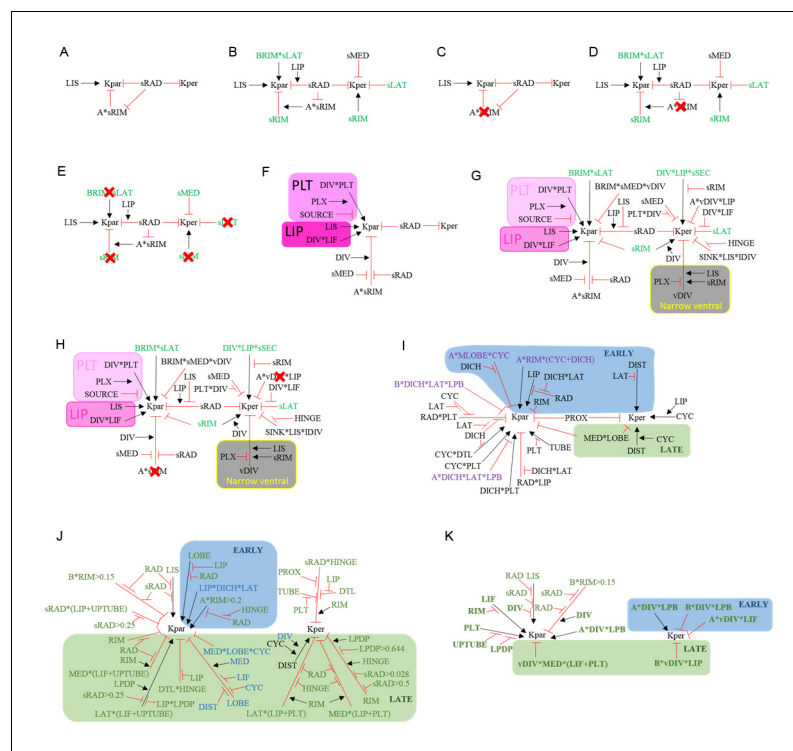 A
LIS Kpar sRAD Kper
A*sRIM
B
BRIM*sLAT
LIP
sMED
LIS Kpar sRAD Kper sLAT
A*sRIM
sRIM sRIM
C
LIS Kpar sRAD Kper
A*sRIM
D
BRIM*sLAT
LIP
sMED
LIS Kpar sRAD Kper sLAT
sRIM sRIM
E
BRIM*sLAT
LIP
sMED
LIS Kpar sRAD Kper
A*sRIM
F
PLT DIV*PLT
PLX
SOURCE
LIP LIS
DIV*LIF
Kpar sRAD Kper
DIV
sMED sRAD
A*sRIM
G
BRIM*sLAT DIV*LIP*sSEC
PLT DIV*PLT
BRIM*sMED*vDIV
sRIM
PLX
LIS
sMED
A*vDIV*LIP
SOURCE
LIP
PLT*DIV
DIV*LIF
LIP LIS
DIV*LIF
Kpar sRAD Kper sLAT
sRIM
DIV
HINGE
SINK*LIS*lDIV
DIV
sMED sRAD
A*sRIM
LIS
PLX sRIM
vDIV
Narrow ventral
H
BRIM*sLAT DIV*LIP*sSEC
PLT DIV*PLT
BRIM*sMED*vDIV
sRIM
PLX
LIS
sMED
SOURCE
LIP
PLT*DIV
DIV*LIF
LIP LIS
DIV*LIF
Kpar sRAD Kper sLAT
sRIM
DIV
HINGE
SINK*LIS*lDIV
DIV
sMED sRAD
LIS
PLX sRIM
vDIV
Narrow ventral
I
EARLY
A*MLOBE*CYC A*RIM*(CYC+DICH)
DICH
LIP
DICH*LAT
DIST
LAT
B*DICH*LAT*LPB
RAD
RIM
CYC
LAT
RAD*PLT
Kpar PROX Kper
LIP
CYC
LAT
DICH
TUBE
PLT
MED*LOBE
CYC
DIST
LATE
CYC*DTL
CYC*PLT
A*DICH*LAT*LPB
DICH*PLT
DICH*LAT
RAD*LIP
J
EARLY
LOBE
LIP
RAD
LIP*DICH*LAT
A*RIM>0.2
HINGE
RAD
RAD LIS
B*RIM>0.15
sRAD
RAD
sRAD*(LIP+UPTUBE)
sRAD>0.25
Kpar
sRAD*HINGE
PROX
LIP
TUBE
DTL
PLT
RIM
Kper
RIM
RAD
RIM
MED*(LIF+UPTUBE)
LPDP
sRAD>0.25
LIP*LPDP
LAT*(LIF+UPTUBE)
LIP
DTL*HINGE
MED*LOBE*CYC
MED
LIF
CYC
DIST LOBE
DIV
CYC
DIST
LPDP
LPDP>0.644
HINGE
RAD
sRAD>0.028
sRAD>0.5
HINGE
RIM RIM
LATE
LAT*(LIP+PLT) MED*(LIP+PLT)
K
RAD LIS
B*RIM>0.15
sRAD
RAD
LIF
RIM
DIV
DIV
PLT
UPTUBE
LPDP
Kpar
A*DIV*LPB
vDIV*MED*(LIF+PLT)
EARLY
A*DIV*LPB B*DIV*LPB
A*vDIV*LIF
Kper
LATE
B*vDIV*LIP